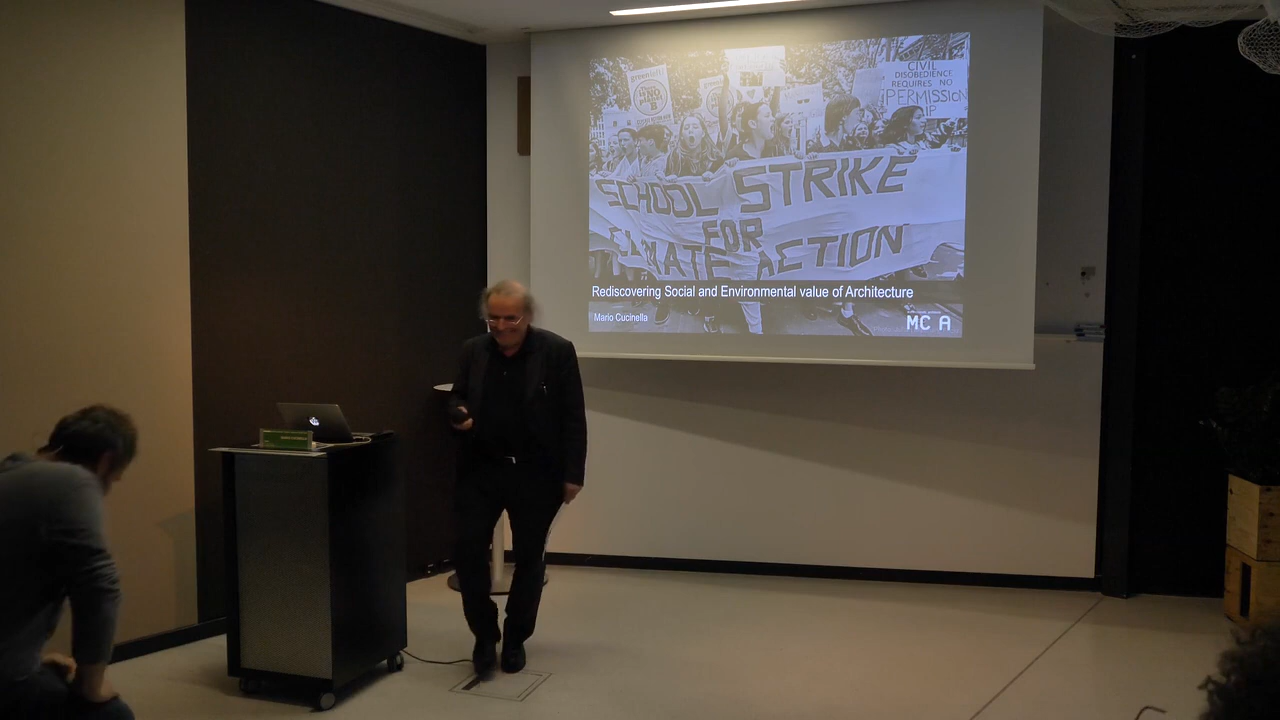 CIVIL
DISOBEDIENCE
REQUIRES NO
PERMISSION
SLIP
SCHOOL STRIKE
FOR
CLIMATE ACTION
Rediscovering Social and Environmental value of Architecture
Mario Cucinella
MC A